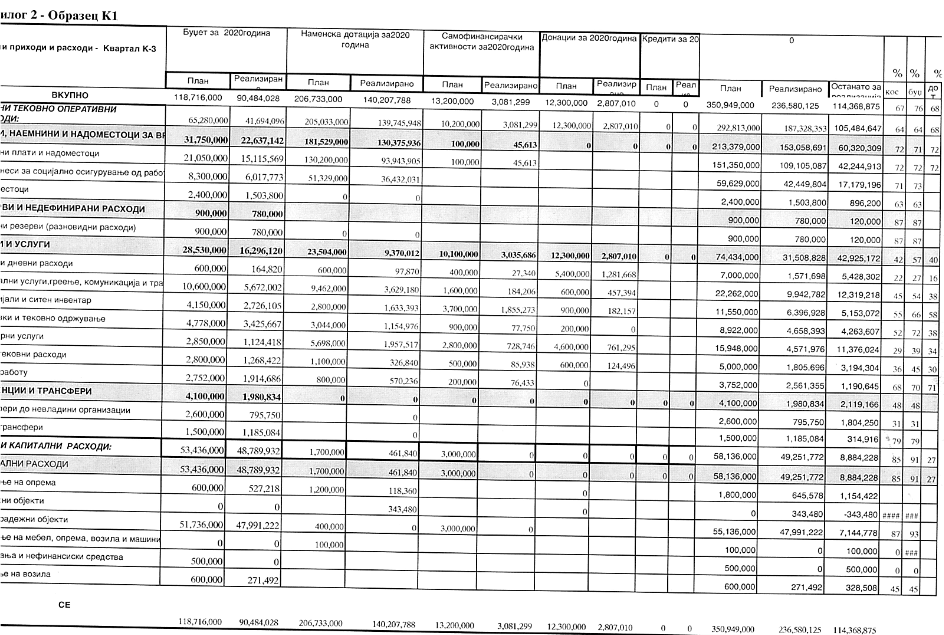 илог 2 - Образец К1
и приходи и расходи - Квартал К-3 Буџет за 2020година Наменска дотација за2020 година Самофинансирачки активности за2020година Донации за 2020година Кредити за 20 0 % % %
План Реализиран План Реализирано План Реализирано План План План Реализирано Останато за кос буџ до
ВКУПНО 118,716,000 90,484,028 206,733,000 140,207,788 13,200,000 3,081,299 12,300,000 2,807,010 0 0 350,949,000 236,580,125 114,368,875 67 76 68
НИ ТЕКОВНО ОПЕРАТИВНИ
ОДИ: 65,280,000 41,694,096 205,033,000 139,745,948 10,200,000 3,081,299 12,300,000 2,807,010 0 0 292,813,000 187,328,353 105,484,647 64 64 68
И, НАЕМНИНИ И НАДОМЕСТОЦИ ЗА ВР 31,750,000 22,637,142 181,529,000 130,375,936 100,000 45,613 0 0 0 0 213,379,000 153,058,691 60,320,309 72 71 72
ни плати и надоместоци 21,050,000 15,115,569 130,200,000 93,943,905 100,000 45,613 151,350,000 109,105,087 42,244,913 72 72 72
неси за социјално осигурување од рабо 8,300,000 6,017,773 51,329,000 36,432,031 59,629,000 42,449,804 17,179,196 71 73
местоци 2,400,000 1,503,800 0 2,400,000 1,503,800 896,200 63 63
ВИ И НЕДЕФИНИРАНИ РАСХОДИ 900,000 780,000 900,000 780,000 120,000 87 87
ни резерви (разновидни расходи) 900,000 780,000 0 0 900,000 780,000 120,000 87 87
И И УСЛУГИ 28,530,000 16,296,120 23,504,000 9,370,012 10,100,000 3,035,686 12,300,000 2,807,010 0 0 74,434,000 31,508,828 42,925,172 42 57 40
и дневни расходи 600,000 164,820 600,000 97,870 400,000 27,340 5,400,000 1,281,668 7,000,000 1,571,698 5,428,302 22 27 16
ални услуги,греење, комуникација и тра 10,600,000 5,672,002 9,462,000 3,629,180 1,600,000 184,206 600,000 457,394 22,262,000 9,942,782 12,319,218 45 54 38
ијали и ситен инвентар 4,150,000 2,726,105 2,800,000 1,633,393 3,700,000 1,855,273 900,000 182,157 11,550,000 6,396,928 5,153,072 55 66 58
вки и тековно одржување 4,778,000 3,425,667 3,044,000 1,154,976 900,000 77,750 200,000 0 8,922,000 4,658,393 4,263,607 52 72 38
рни услуги 2,850,000 1,124,418 5,698,000 1,957,517 2,800,000 728,746 4,600,000 761,295 15,948,000 4,571,976 11,376,024 29 39 34
тековни расходи 2,800,000 1,268,422 1,100,000 326,840 500,000 85,938 600,000 124,496 5,000,000 1,805,696 3,194,304 36 45 30
работу 2,752,000 1,914,686 800,000 570,236 200,000 76,433 0 3,752,000 2,561,355 1,190,645 68 70 71
НЦИИ И ТРАНСФЕРИ 4,100,000 1,980,834 0 0 0 0 0 0 0 0 4,100,000 1,980,834 2,119,166 48 48
ери до невладини организации 2,600,000 795,750 0 2,600,000 795,750 1,804,250 31 31
трансфери 1,500,000 1,185,084 0 1,500,000 1,185,084 314,916 79 79
И КАПИТАЛНИ РАСХОДИ: 53,436,000 48,789,932 1,700,000 461,840 3,000,000 0 0 0 0 0 58,136,000 49,251,772 8,884,228 85 91 27
АЛНИ РАСХОДИ 53,436,000 48,789,932 1,700,000 461,840 3,000,000 0 0 0 0 0 58,136,000 49,251,772 8,884,228 85 91 27
ње на опрема 600,000 527,218 1,200,000 118,360 0 1,800,000 645,578 1,154,422
ни објекти 0 0 343,480 0 0 343,480 -343,480 #### ###
радежни објекти 51,736,000 47,991,222 400,000 0 3,000,000 0 55,136,000 47,991,222 7,144,778 87 93
ње на мебел, опрема, возила и машини 0 0 100,000 100,000 0 100,000 0 ###
ања и нефинансиски средства 500,000 0 500,000 0 500,000 0 0
ње на возила 600,000 271,492 600,000 271,492 328,508 45 45
СЕ 118,716,000 90,484,028 206,733,000 140,207,788 13,200,000 3,081,299 12,300,000 2,807,010 0 0 350,949,000 236,580,125 114,368,875